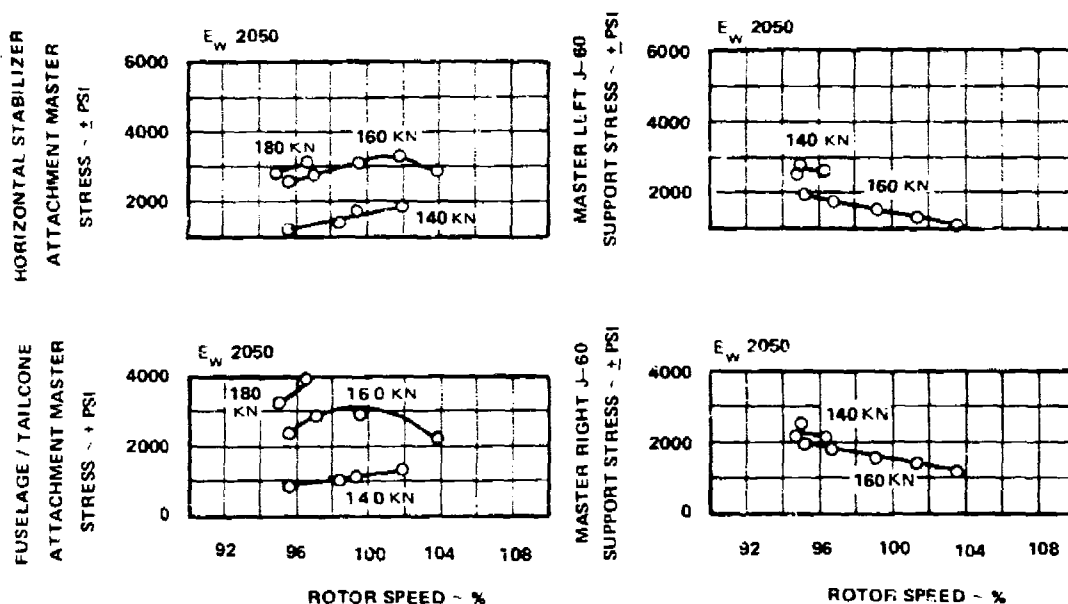 HORIZONTAL STABILIZER
ATTACHMENT MASTER
STRESS ~ ± PSI
E_W 2050
6000
4000
2000
180 KN
160 KN
140 KN
MASTER LEFT J-60
SUPPORT STRESS ~ ± PSI
E_W 2050
6000
4000
2000
140 KN
160 KN
FUSELAGE / TAILCONE
ATTACHMENT MASTER
STRESS ~ + PSI
E_W 2050
4000
2000
0
180
KN
160 KN
140 KN
92 96 100 104 108
ROTOR SPEED ~ %
MASTER RIGHT J-60
SUPPORT STRESS ~ ± PSI
E_W 2050
4000
2000
0
140 KN
160 KN
92 96 104 108
ROTOR SPEED ~ %